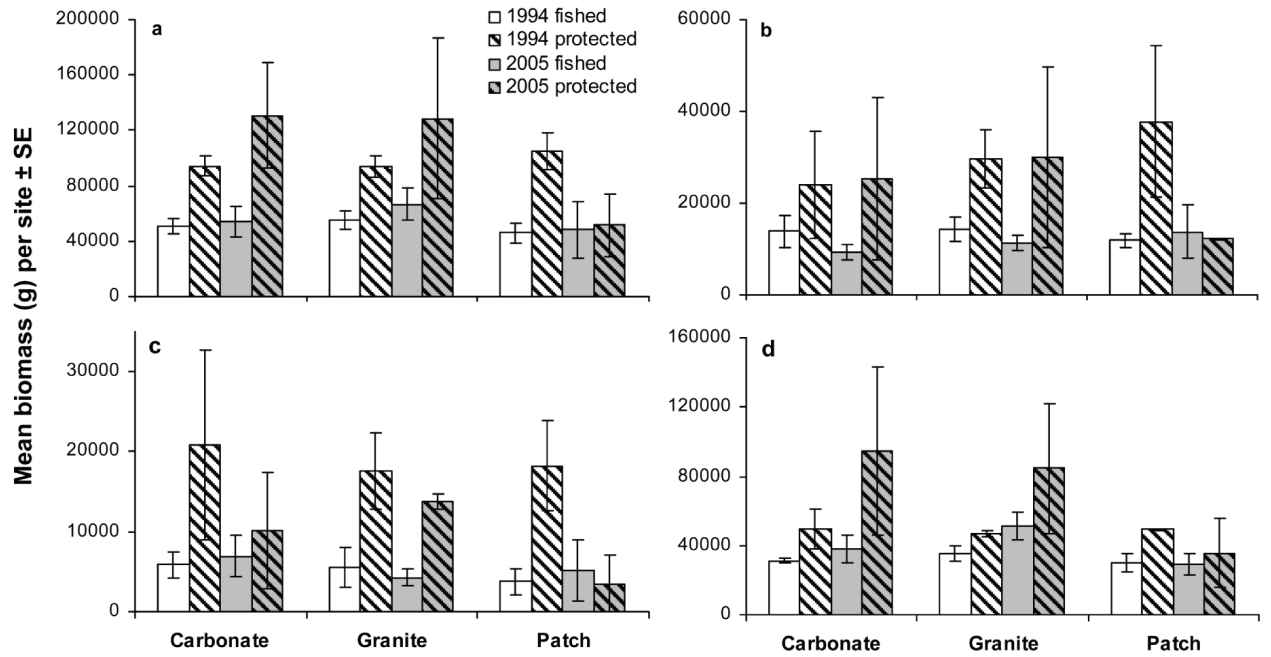 Mean biomass (g) per site ± SE
a
200000
160000
120000
80000
40000
0
1994 fished
1994 protected
2005 fished
2005 protected
b
60000
40000
20000
0
c
30000
20000
10000
0
Carbonate Granite Patch
d
160000
120000
80000
40000
0
Carbonate Granite Patch